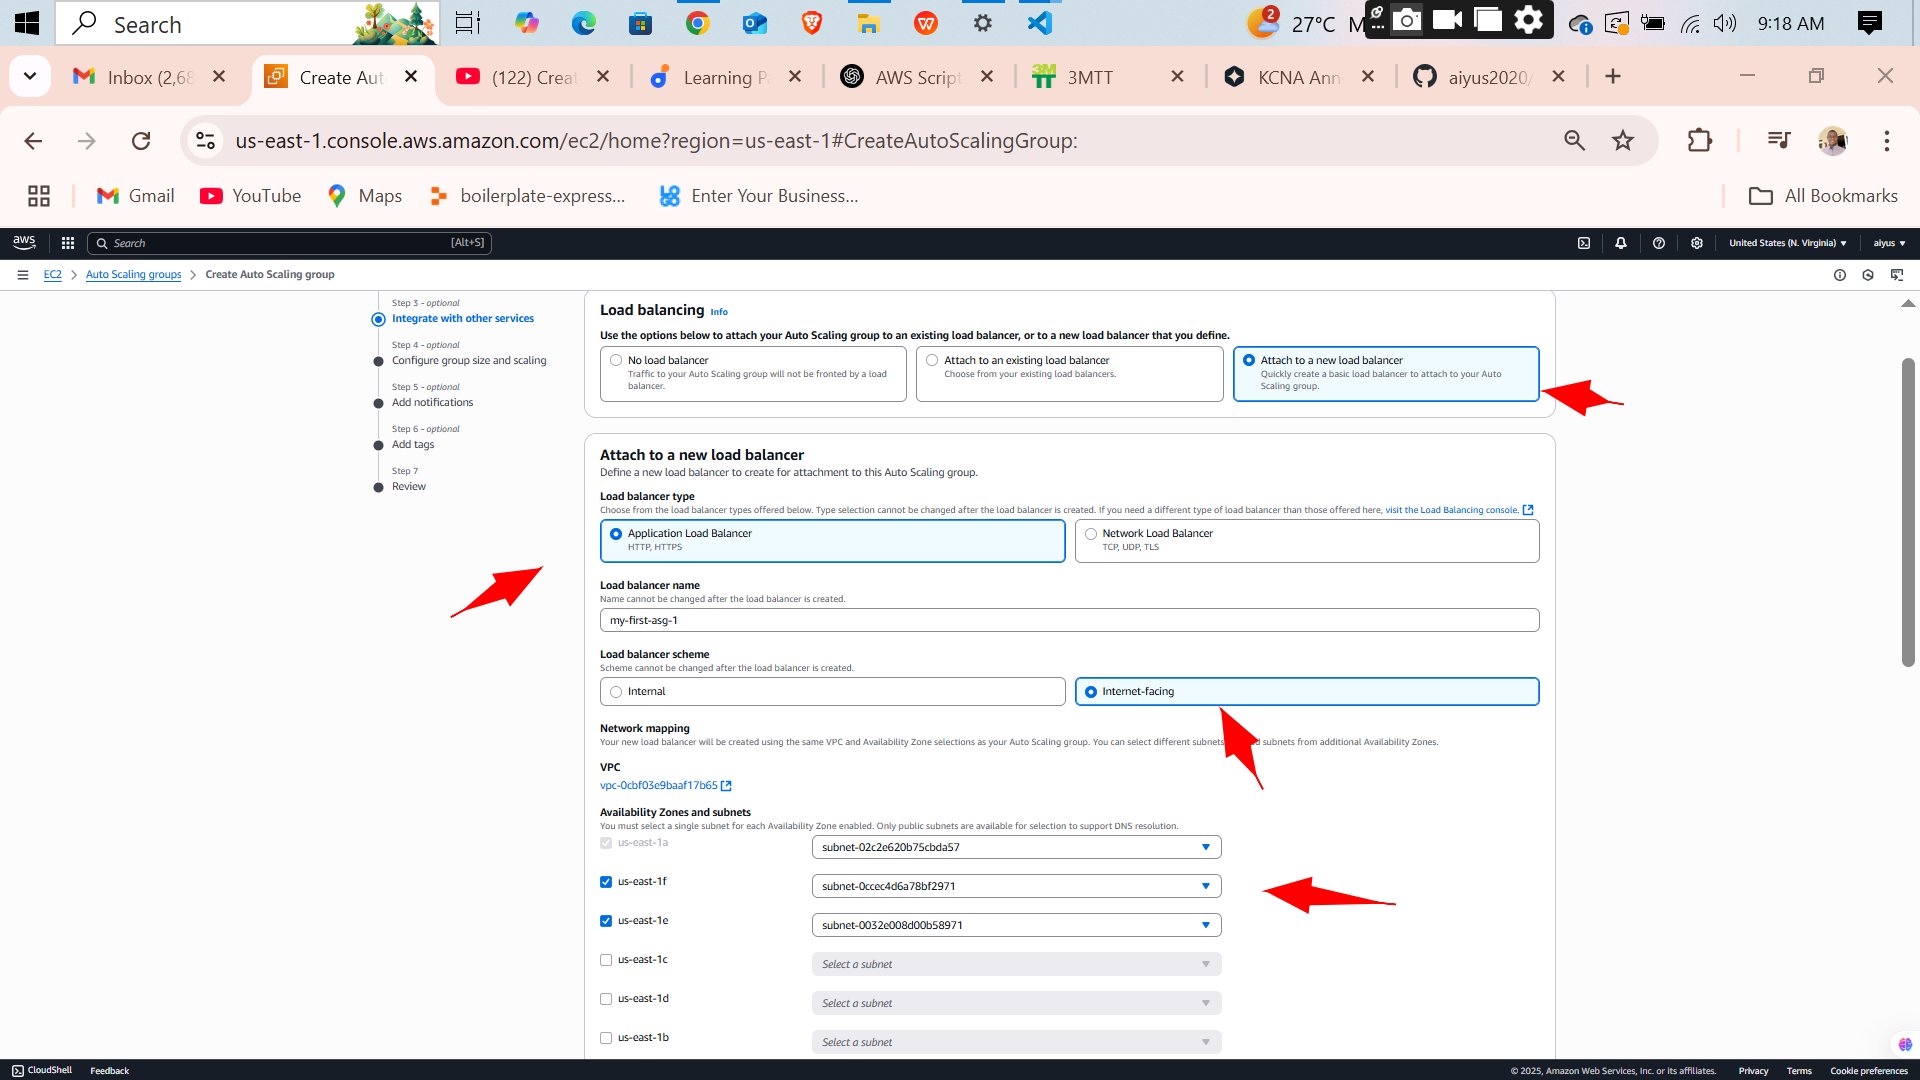 Search
27°C M
2
9:18 AM
Inbox (2,68
Create Aut
(122) Creat
Learning P
AWS Script
3MTT
KCNA Ann
aiyus2020/
us-east-1.console.aws.amazon.com/ec2/home?region=us-east-1#CreateAutoScalingGroup:
Gmail
YouTube
Maps
boilerplate-express...
Enter Your Business...
All Bookmarks
aws
Search
[Alt+S]
United States (N. Virginia)
aiyus
EC2
Auto Scaling groups
Create Auto Scaling group
Step 3 - optional
Integrate with other services
Step 4 - optional
Configure group size and scaling
Step 5 - optional
Add notifications
Step 6 - optional
Add tags
Step 7
Review
Load balancing Info
Use the options below to attach your Auto Scaling group to an existing load balancer, or to a new load balancer that you define.
No load balancer
Traffic to your Auto Scaling group will not be fronted by a load
balancer.
Attach to an existing load balancer
Choose from your existing load balancers.
Attach to a new load balancer
Quickly create a basic load balancer to attach to your Auto
Scaling group.
Attach to a new load balancer
Define a new load balancer to create for attachment to this Auto Scaling group.
Load balancer type
Choose from the load balancer types offered below. Type selection cannot be changed after the load balancer is created. If you need a different type of load balancer than those offered here, visit the Load Balancing console.
Application Load Balancer
HTTP, HTTPS
Network Load Balancer
TCP, UDP, TLS
Load balancer name
Name cannot be changed after the load balancer is created.
my-first-asg-1
Load balancer scheme
Scheme cannot be changed after the load balancer is created.
Internal
Internet-facing
Network mapping
Your new load balancer will be created using the same VPC and Availability Zone selections as your Auto Scaling group. You can select different subnets d subnets from additional Availability Zones.
VPC
vpc-0cbf03e9baaf17b65
Availability Zones and subnets
You must select a single subnet for each Availability Zone enabled. Only public subnets are available for selection to support DNS resolution.
us-east-1a
subnet-02c2e620b75cbda57
us-east-1f
subnet-0ccec4d6a78bf2971
us-east-1e
subnet-0032e008d00b58971
us-east-1c
Select a subnet
us-east-1d
Select a subnet
us-east-1b
Select a subnet
CloudShell
Feedback
© 2025, Amazon Web Services, Inc. or its affiliates.
Privacy
Terms
Cookie preferences